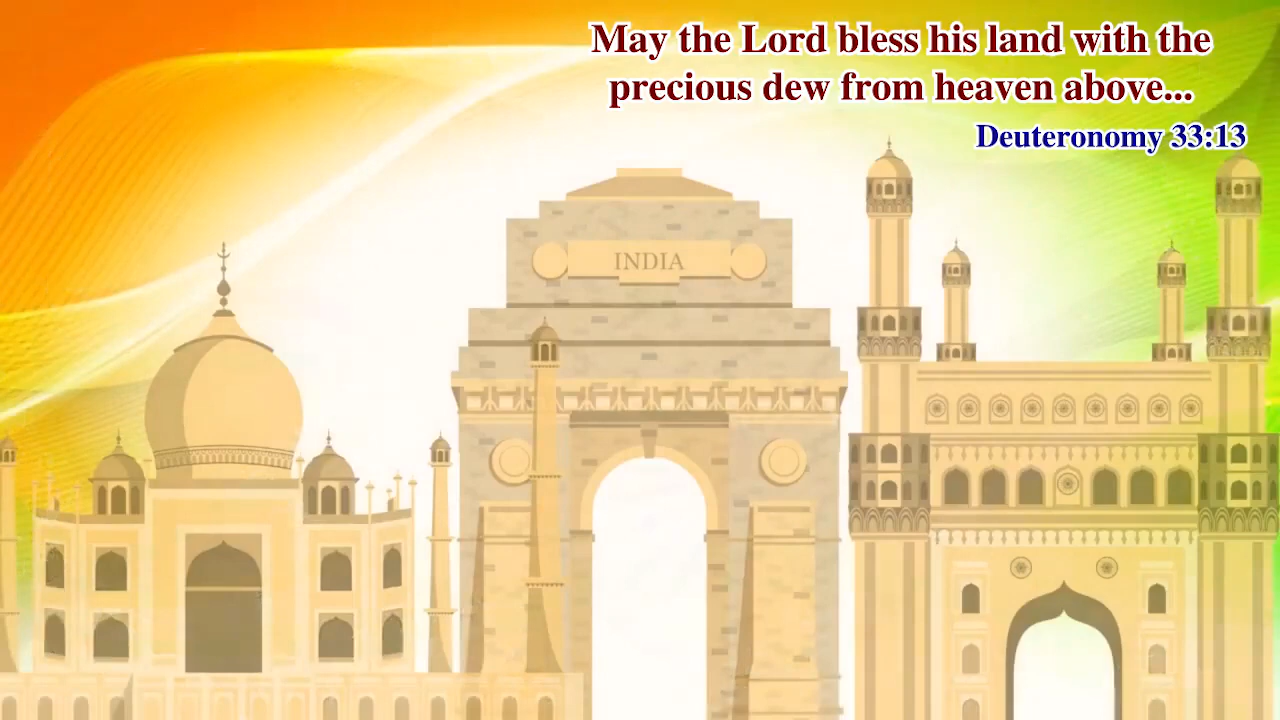 May the Lord bless his land with the
precious dew from heaven above...
Deuteronomy 33:13
INDIA